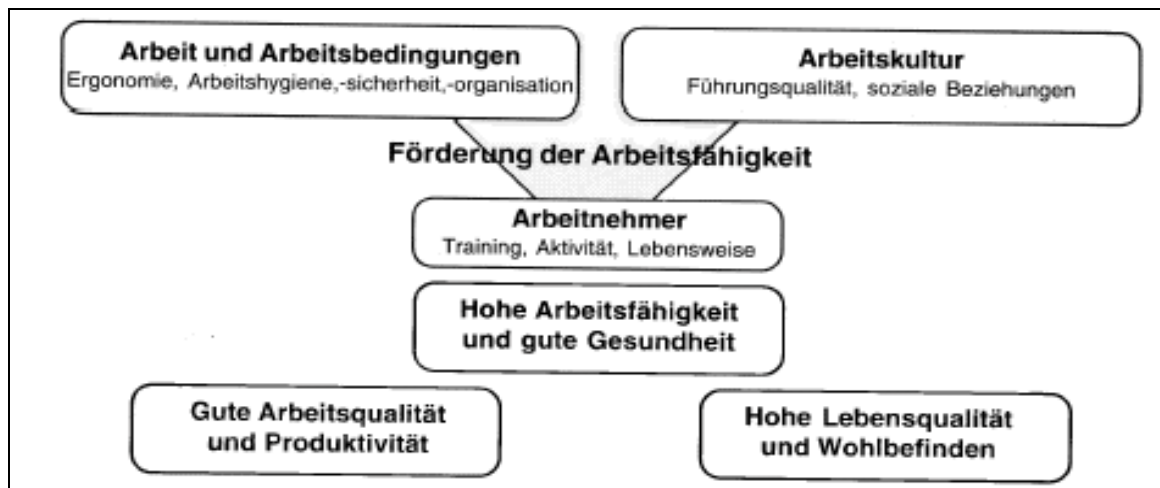 Arbeit und Arbeitsbedingungen
Ergonomie, Arbeitshygiene,-sicherheit,-organisation
Arbeitskultur
Führungsqualität, soziale Beziehungen
Förderung der Arbeitsfähigkeit
Arbeitnehmer
Training, Aktivität, Lebensweise
Hohe Arbeitsfähigkeit
und gute Gesundheit
Gute Arbeitsqualität
und Produktivität
Hohe Lebensqualität
und Wohlbefinden